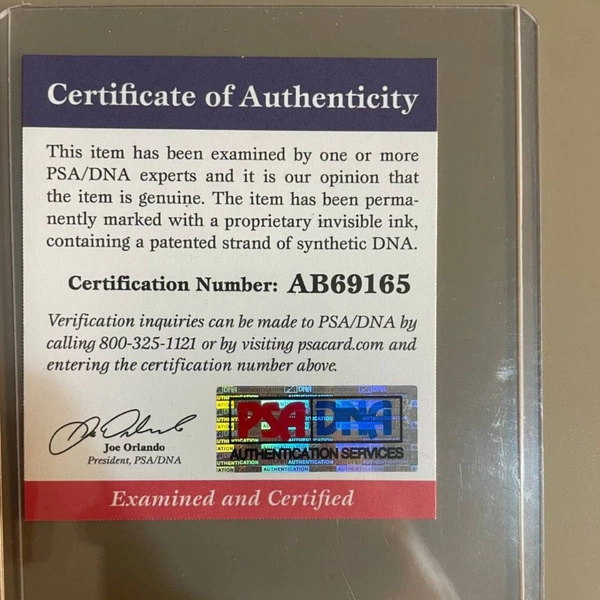 Certificate of Authenticity
This item has been examined by one or more
PSA/DNA experts and it is our opinion that
the item is genuine. The item has been perma-
nently marked with a proprietary invisible ink,
containing a patented strand of synthetic DNA.
Certification Number: AB69165
Verification inquiries can be made to PSA/DNA by
calling 800-325-1121 or by visiting psacard.com and
entering the certification number above.
Joe Orlando
President, PSA/DNA
PSA DNA
AUTHENTICATION SERVICES
Examined and Certified